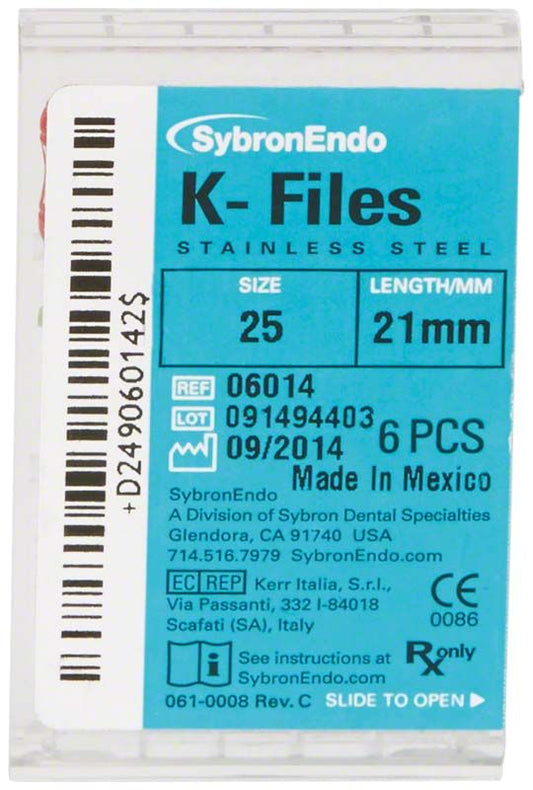 SybronEndo
K- Files
STAINLESS STEEL
SIZE
25
LENGTH/MM
21mm
REF 06014
LOT 091494403
09/2014
6 PCS
Made In Mexico
SybronEndo
A Division of Sybron Dental Specialties
Glendora, CA 91740 USA
714.516.7979 SybronEndo.com
EC REP Kerr Italia, S.r.l.,
Via Passanti, 332 I-84018
Scafati (SA), Italy
CE
0086
i See instructions at
SybronEndo.com
Rx only
061-0008 Rev. C SLIDE TO OPEN
+D249060142$